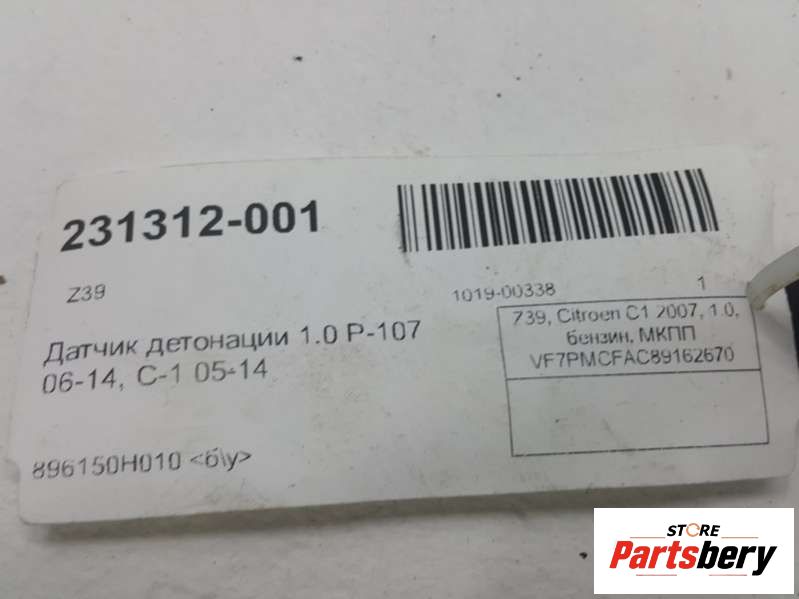 231312-001
Z39
1019-00338 1
Z39, Citroen C1 2007, 1.0,
бензин, МКПП
VF7PMCFAC89162670
Датчик детонации 1.0 P-107
06-14, C-1 05-14
896150H010 <б\у>
STORE
Partsbery